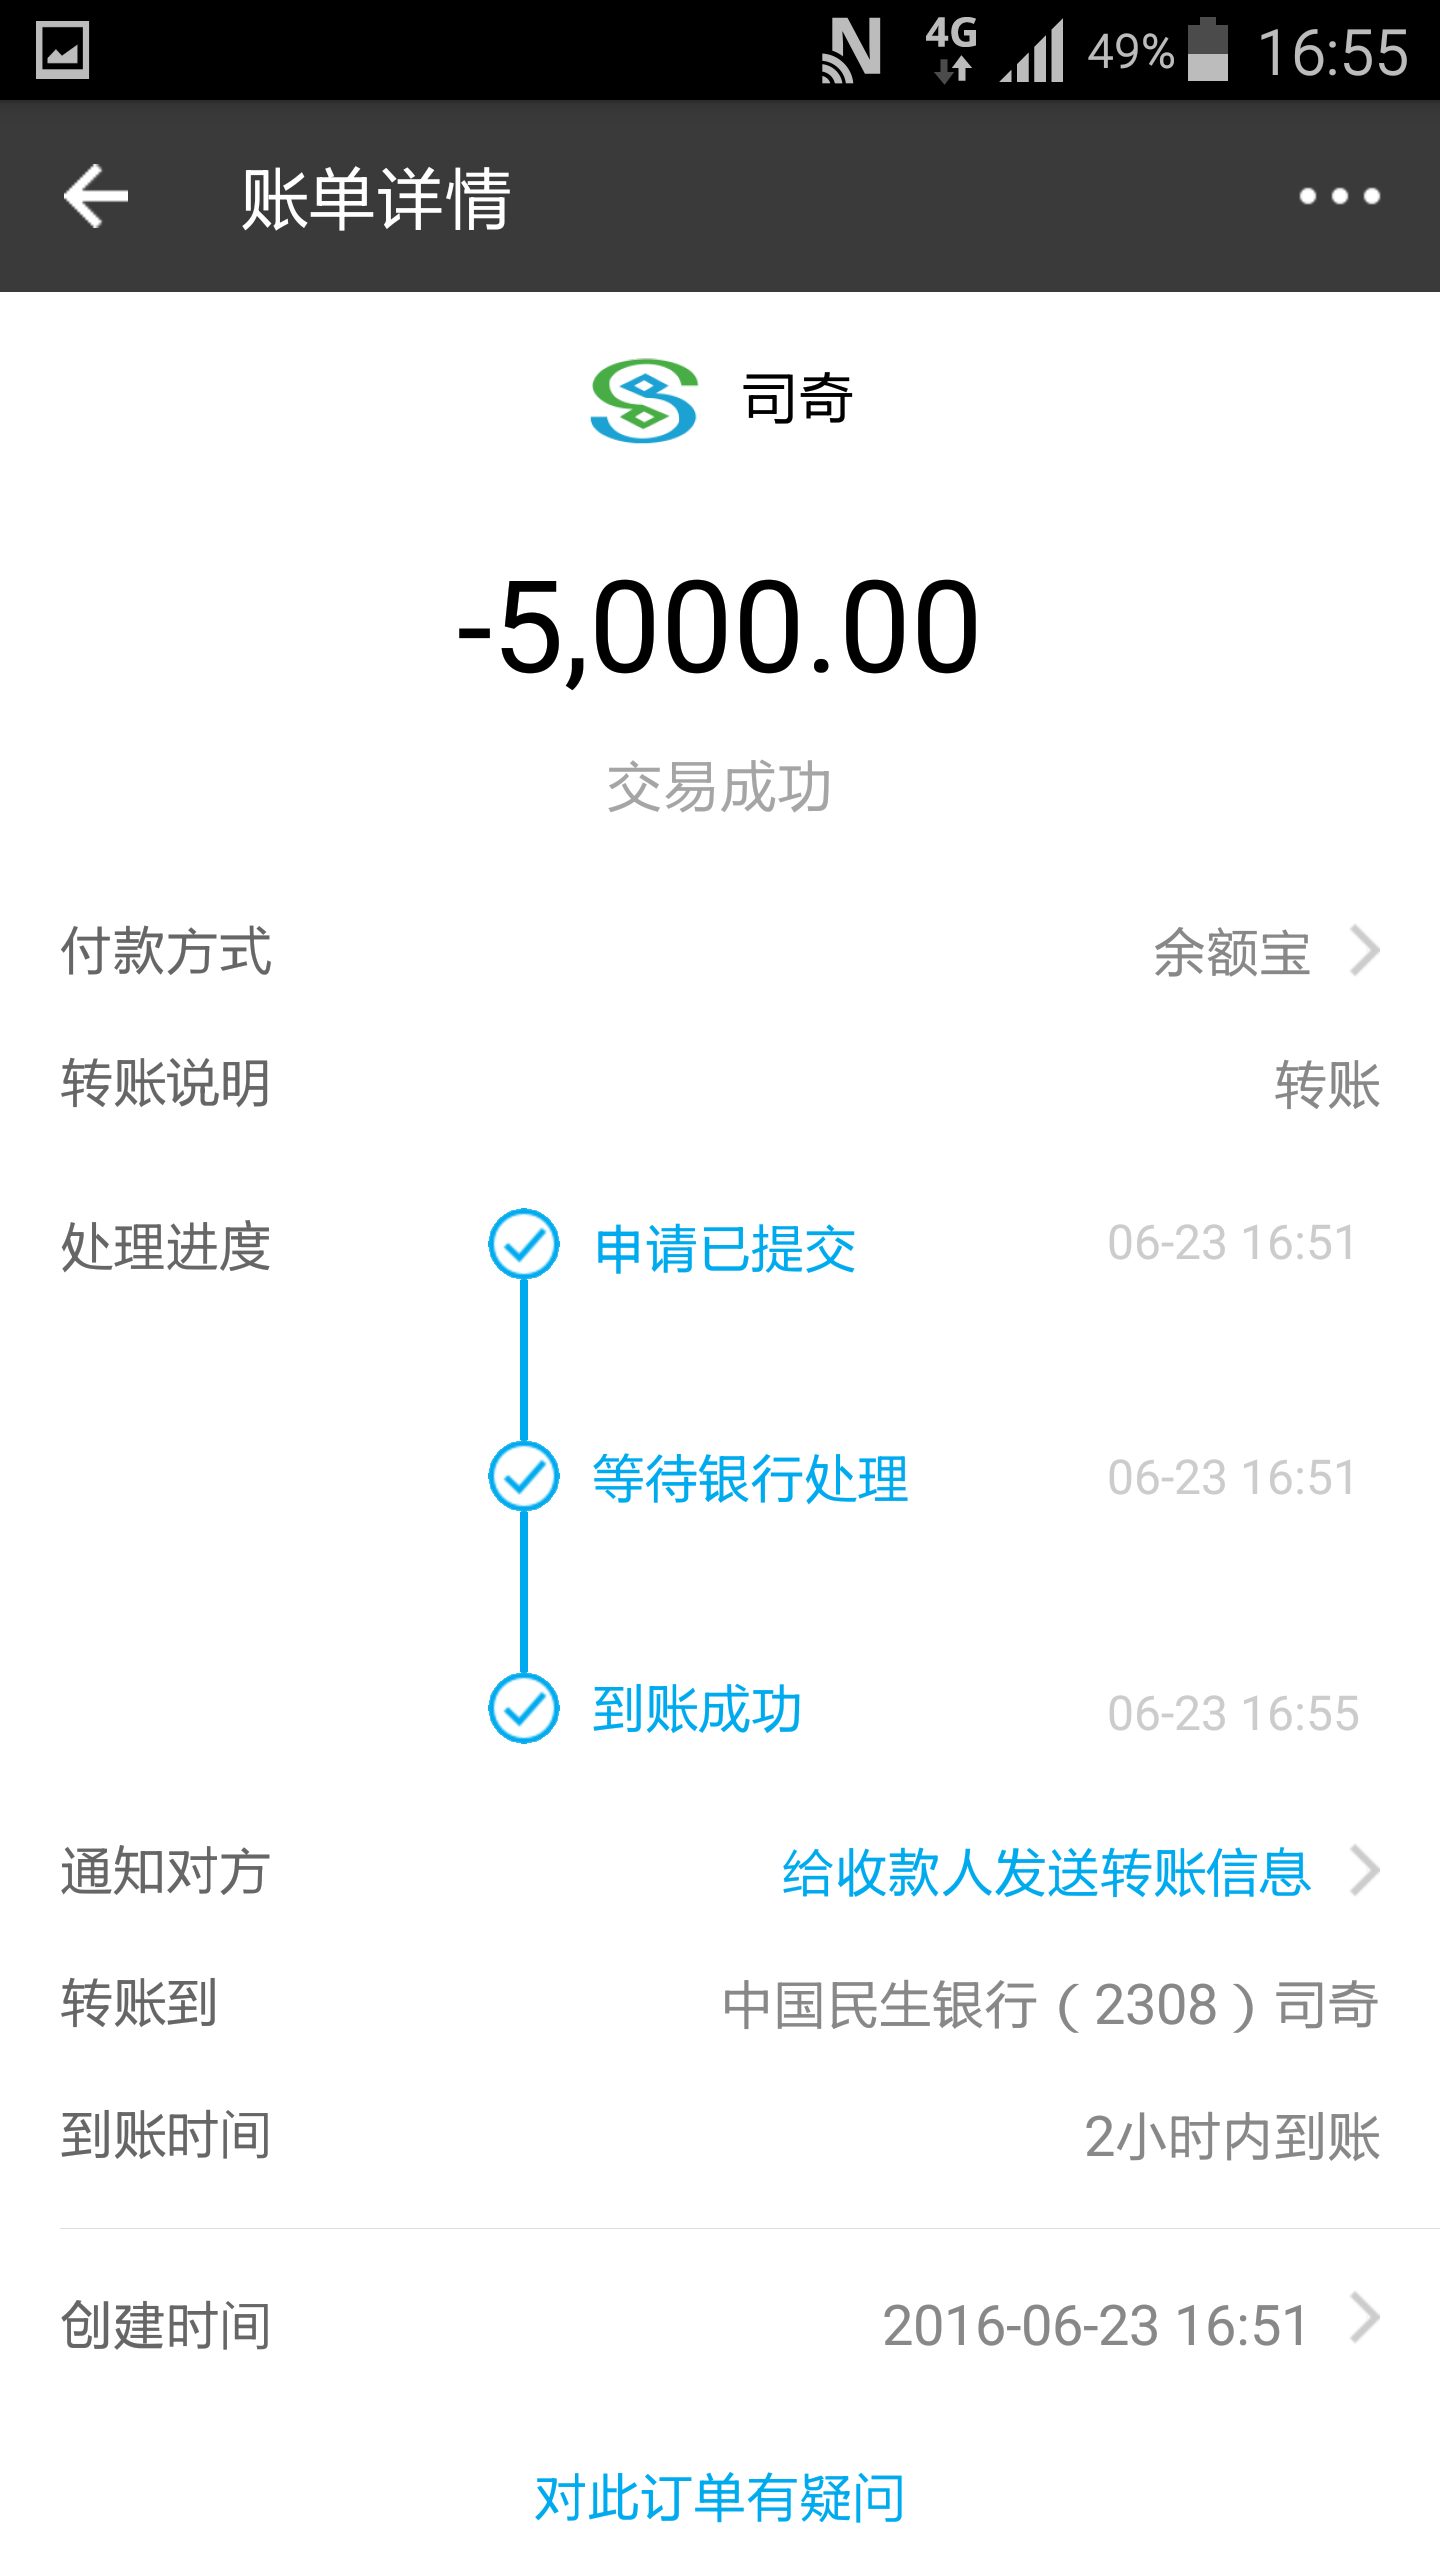 4G 49% 16:55
账单详情
司奇
-5,000.00
交易成功
付款方式 余额宝
转账说明 转账
处理进度 申请已提交 06-23 16:51
等待银行处理 06-23 16:51
到账成功 06-23 16:55
通知对方 给收款人发送转账信息
转账到 中国民生银行（2308）司奇
到账时间 2小时内到账
创建时间 2016-06-23 16:51
对此订单有疑问